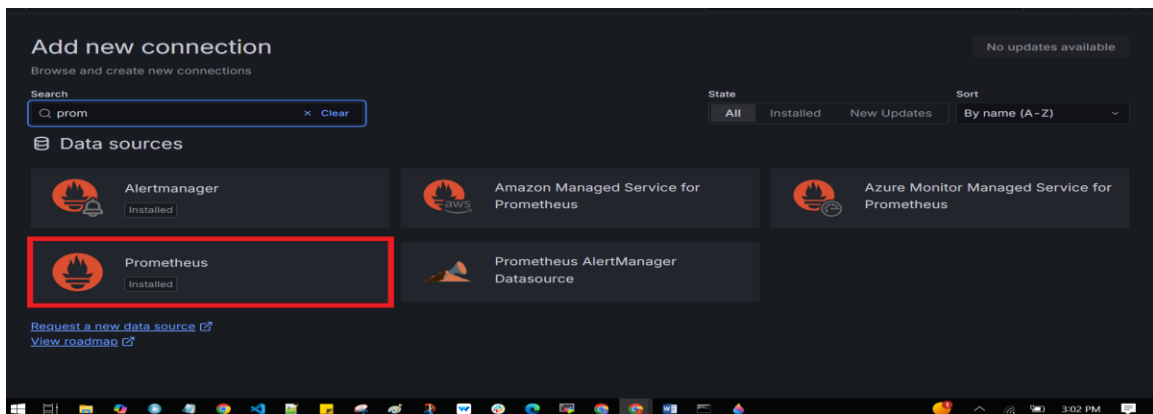 Add new connection
No updates available
Browse and create new connections
Search
State
Sort
prom
× Clear
All
Installed
New Updates
By name (A-Z)
Data sources
Alertmanager
Installed
aws
Amazon Managed Service for
Prometheus
Azure Monitor Managed Service for
Prometheus
Prometheus
Installed
Prometheus AlertManager
Datasource
Request a new data source
View roadmap
3:02 PM